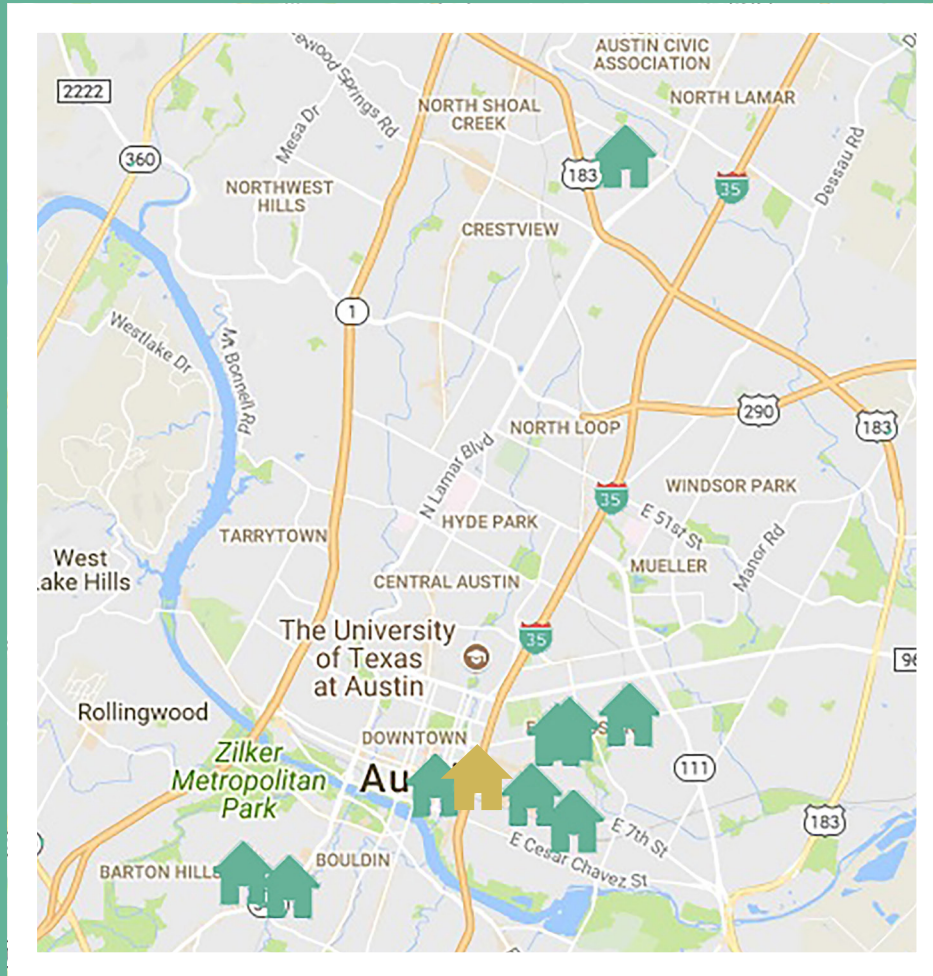 AUSTIN CIVIC
ASSOCIATION
2222
NORTH LAMAR
NORTH SHOAL
CREEK
Mesa Dr
Dessau Rd
360
183
35
NORTHWEST
HILLS
CRESTVIEW
1
Westlake Dr
Mt Bonnell Rd
290
183
NORTH LOOP
N Lamar Blvd
35
WINDSOR PARK
E 51st St
HYDE PARK
TARRYTOWN
Manor Rd
West
Lake Hills
MUELLER
CENTRAL AUSTIN
The University
of Texas
at Austin
35
96
Rollingwood
DOWNTOWN
Zilker
Metropolitan
Park
Au
111
183
E 7th St
E Cesar Chavez St
BOULDIN
BARTON HILLS